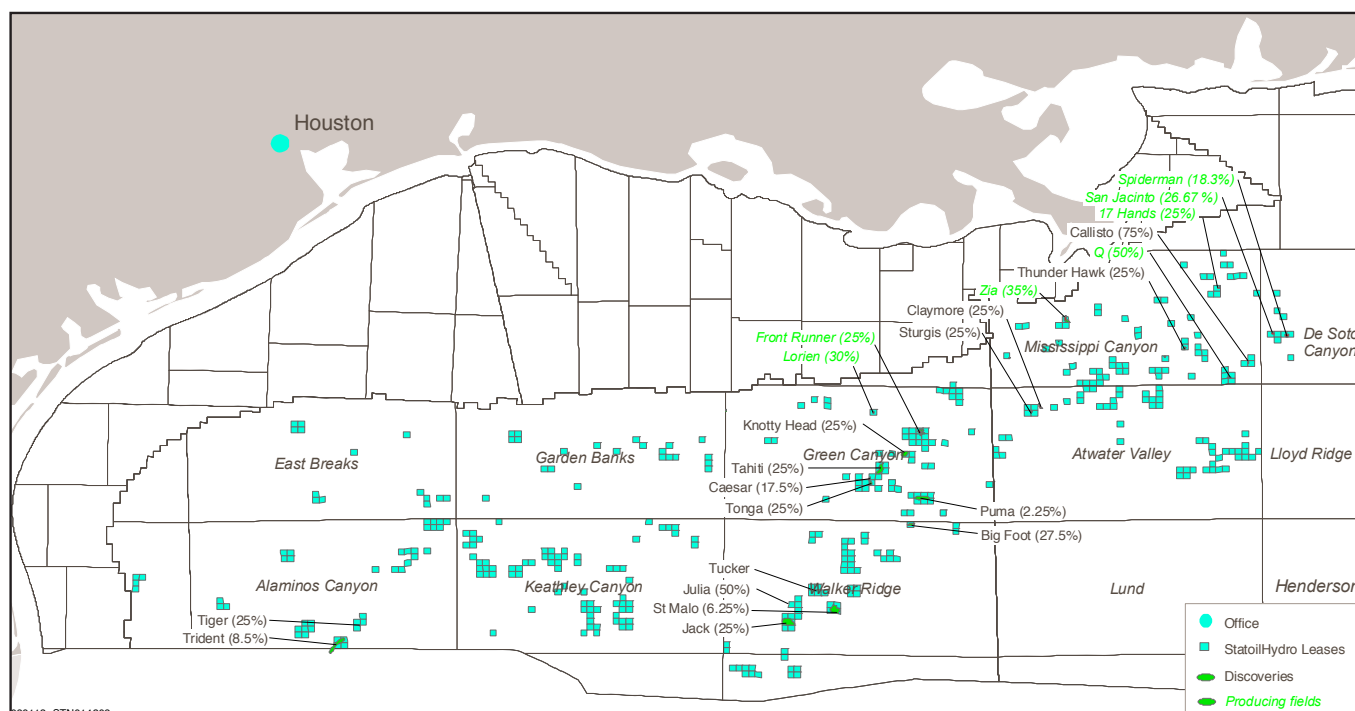 Houston
Spiderman (18.3%)
San Jacinto (26.67 %)
17 Hands (25%)
Callisto (75%)
Q (50%)
Thunder Hawk (25%)
Zia (35%)
Claymore (25%)
Sturgis (25%)
Front Runner (25%)
Lorien (30%)
Mississippi Canyon
De Soto
Canyon
Knotty Head (25%)
East Breaks
Garden Banks
Green Canyon
Atwater Valley
Lloyd Ridge
Tahiti (25%)
Caesar (17.5%)
Tonga (25%)
Puma (2.25%)
Big Foot (27.5%)
Tucker
Alaminos Canyon
Keathley Canyon
Julia (50%)
Walker Ridge
Lund
Henderson
St Malo (6.25%)
Jack (25%)
Tiger (25%)
Trident (8.5%)
Office
StatoilHydro Leases
Discoveries
Producing fields